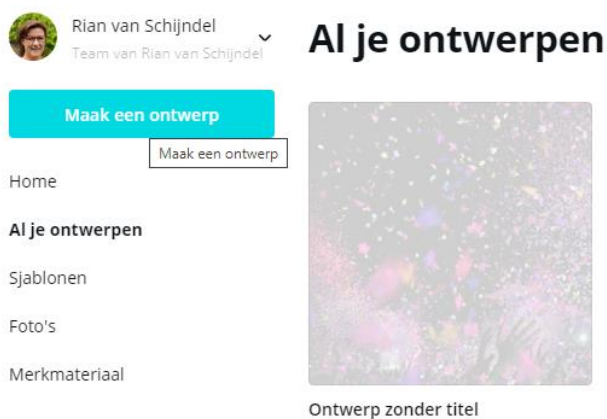 Rian van Schijndel
Team van Rian van Schijndel
Maak een ontwerp
Maak een ontwerp
Home
Al je ontwerpen
Sjablonen
Foto's
Merkmateriaal
Al je ontwerpen
Ontwerp zonder titel